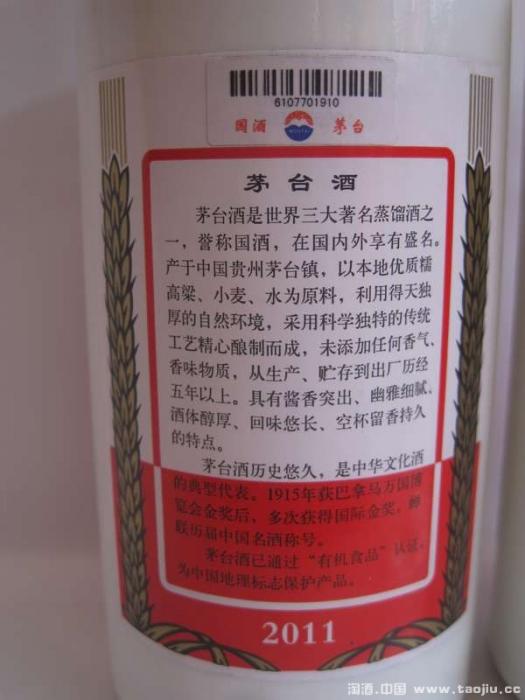 6107701910
国酒 茅台
茅台酒
茅台酒是世界三大著名蒸馏酒之
一，誉称国酒，在国内外享有盛名。
产于中国贵州茅台镇，以本地优质糯
高粱、小麦、水为原料，利用得天独
厚的自然环境，采用科学独特的传统
工艺精心酿制而成，未添加任何香气、
香味物质，从生产、贮存到出厂历经
五年以上。具有酱香突出、幽雅细腻、
酒体醇厚、回味悠长、空杯留香持久
的特点。
茅台酒历史悠久，是中华文化酒
的典型代表。1915年获巴拿马万国博
览会金奖后，多次获得国际金奖，蝉
联历届中国名酒称号。
茅台酒已通过“有机食品”认证，
为中国地理标志保护产品。
2011
淘酒.中国 www.taojiu.cc